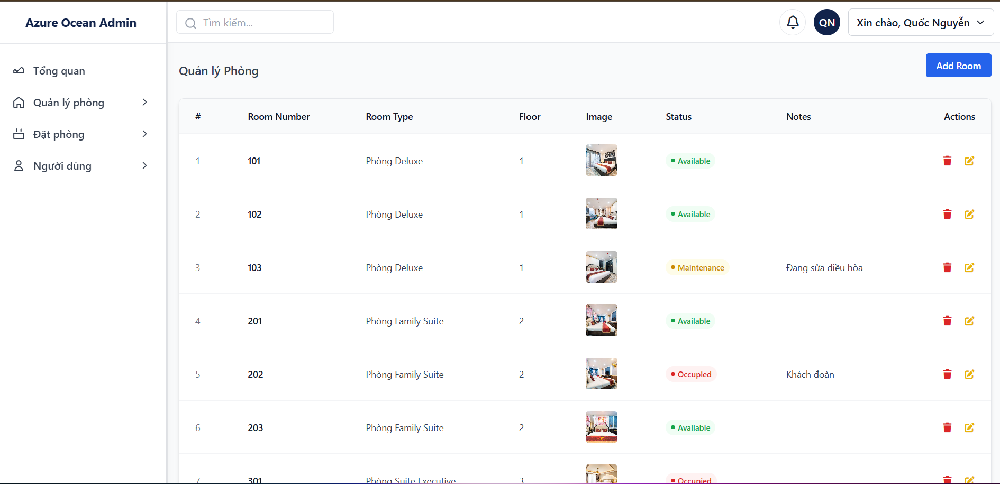 Azure Ocean Admin
Tìm kiếm...
QN
Xin chào, Quốc Nguyễn
Tổng quan
Quản lý phòng
Đặt phòng
Người dùng
Quản lý Phòng
Add Room
# Room Number Room Type Floor Image Status Notes Actions
1 101 Phòng Deluxe 1 Available
2 102 Phòng Deluxe 1 Available
3 103 Phòng Deluxe 1 Maintenance Đang sửa điều hòa
4 201 Phòng Family Suite 2 Available
5 202 Phòng Family Suite 2 Occupied Khách đoàn
6 203 Phòng Family Suite 2 Available
7 301 Phòng Suite Executive 3 Occupied